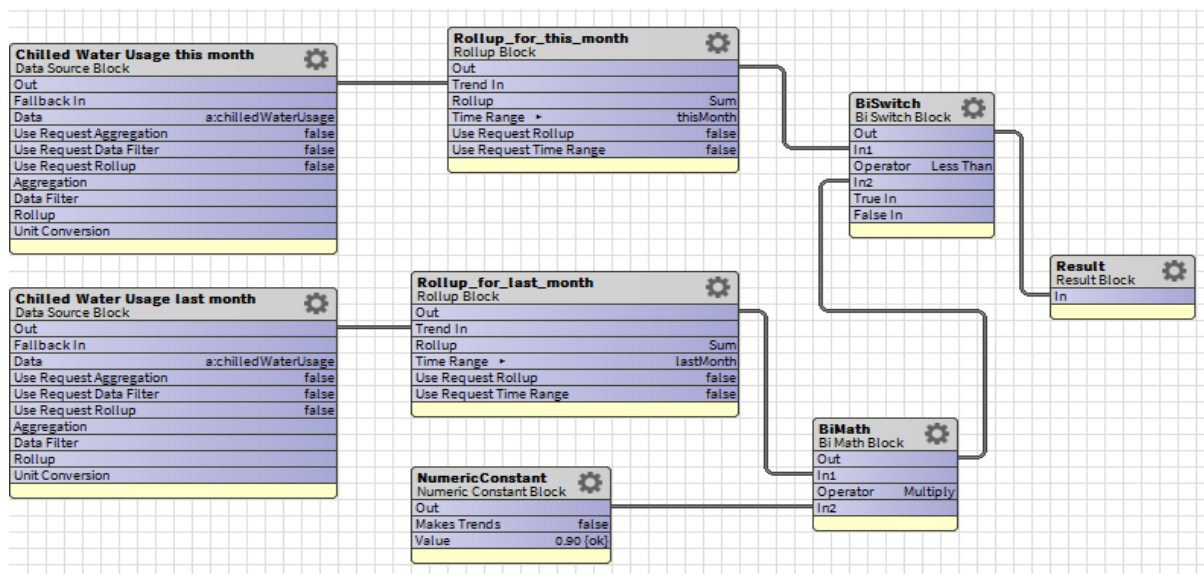 Chilled Water Usage this month
Data Source Block
Out
Fallback In
Data a:chilledWaterUsage
Use Request Aggregation false
Use Request Data Filter false
Use Request Rollup false
Aggregation
Data Filter
Rollup
Unit Conversion
Rollup_for_this_month
Rollup Block
Out
Trend In
Rollup Sum
Time Range ► thisMonth
Use Request Rollup false
Use Request Time Range false
BiSwitch
Bi Switch Block
Out
In1
Operator Less Than
In2
True In
False In
Result
Result Block
In
Chilled Water Usage last month
Data Source Block
Out
Fallback In
Data a:chilledWaterUsage
Use Request Aggregation false
Use Request Data Filter false
Use Request Rollup false
Aggregation
Data Filter
Rollup
Unit Conversion
Rollup_for_last_month
Rollup Block
Out
Trend In
Rollup Sum
Time Range ► lastMonth
Use Request Rollup false
Use Request Time Range false
NumericConstant
Numeric Constant Block
Out
Makes Trends false
Value 0.90 {ok}
BiMath
Bi Math Block
Out
In1
Operator Multiply
In2